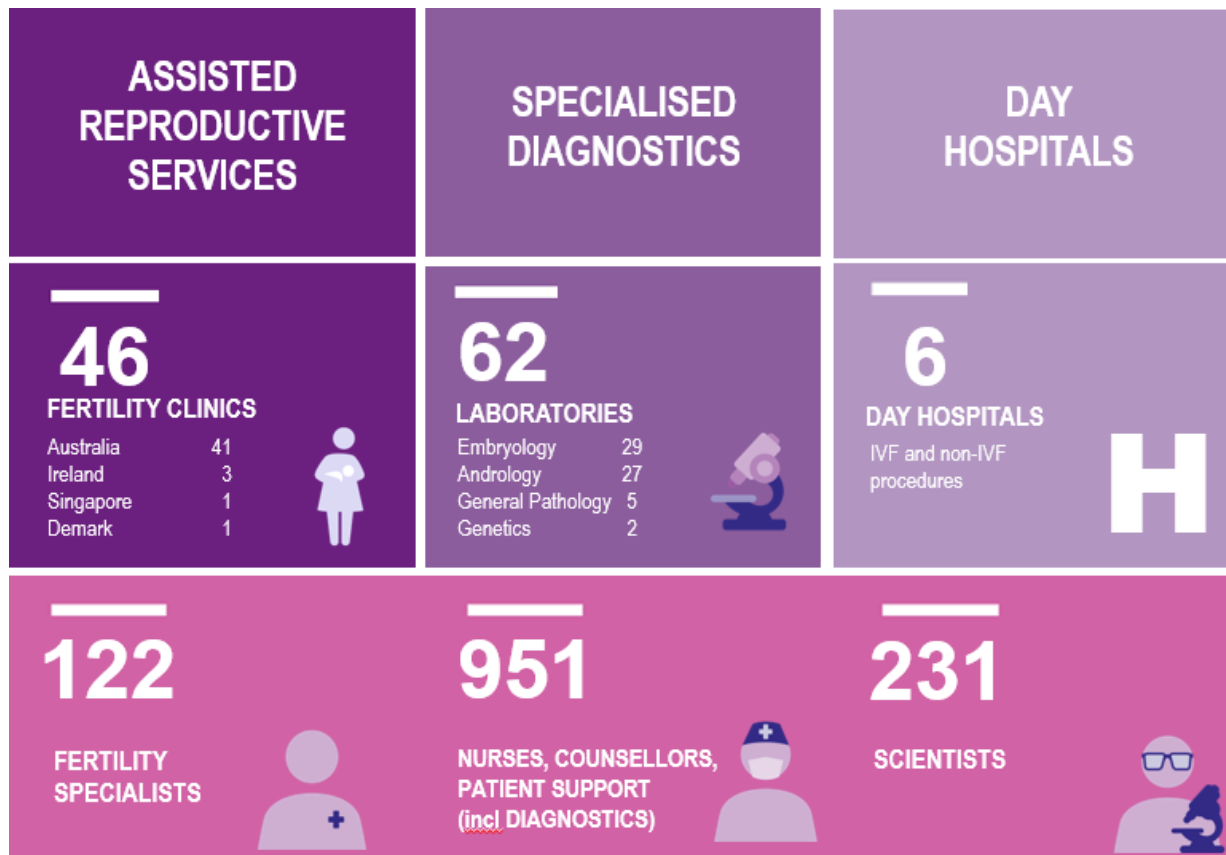 ASSISTED
REPRODUCTIVE
SERVICES
SPECIALISED
DIAGNOSTICS
DAY
HOSPITALS
46
FERTILITY CLINICS
Australia 41
Ireland 3
Singapore 1
Demark 1
62
LABORATORIES
Embryology 29
Andrology 27
General Pathology 5
Genetics 2
6
DAY HOSPITALS
IVF and non-IVF
procedures
H
122
FERTILITY
SPECIALISTS
951
NURSES, COUNSELLORS,
PATIENT SUPPORT
(incl DIAGNOSTICS)
231
SCIENTISTS